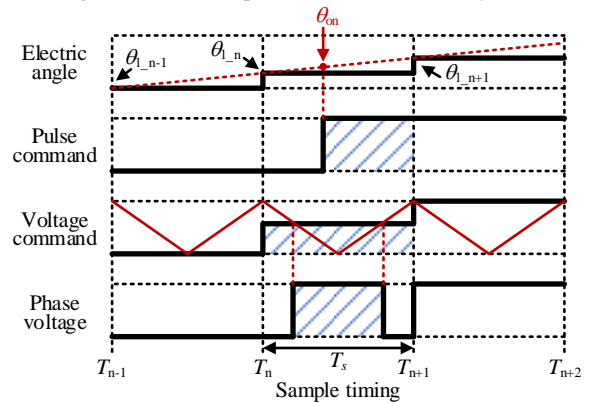 θon
Electric
angle
θ1_n-1
θ1_n
θ1_n+1
Pulse
command
Voltage
command
Phase
voltage
Ts
Tn-1
Tn
Tn+1
Tn+2
Sample timing